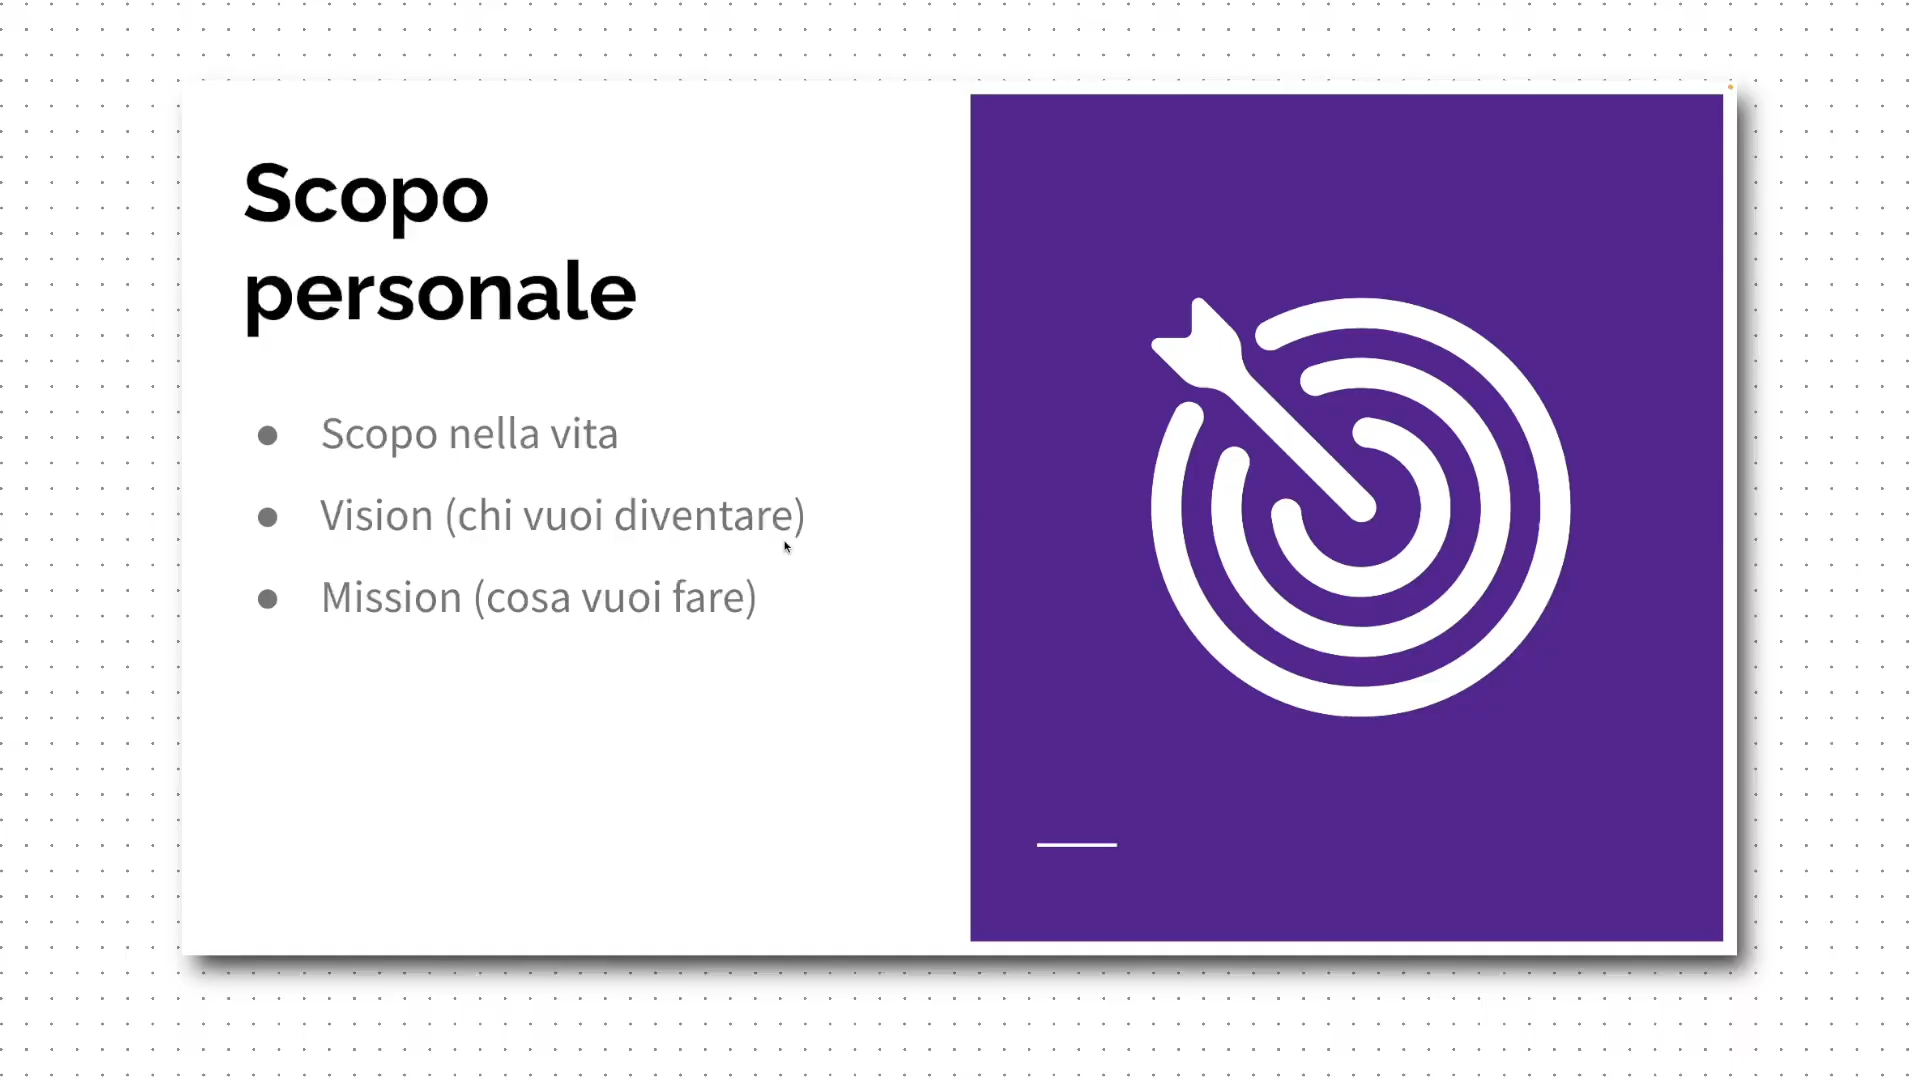 Scopo
personale
● Scopo nella vita
● Vision (chi vuoi diventare)
● Mission (cosa vuoi fare)